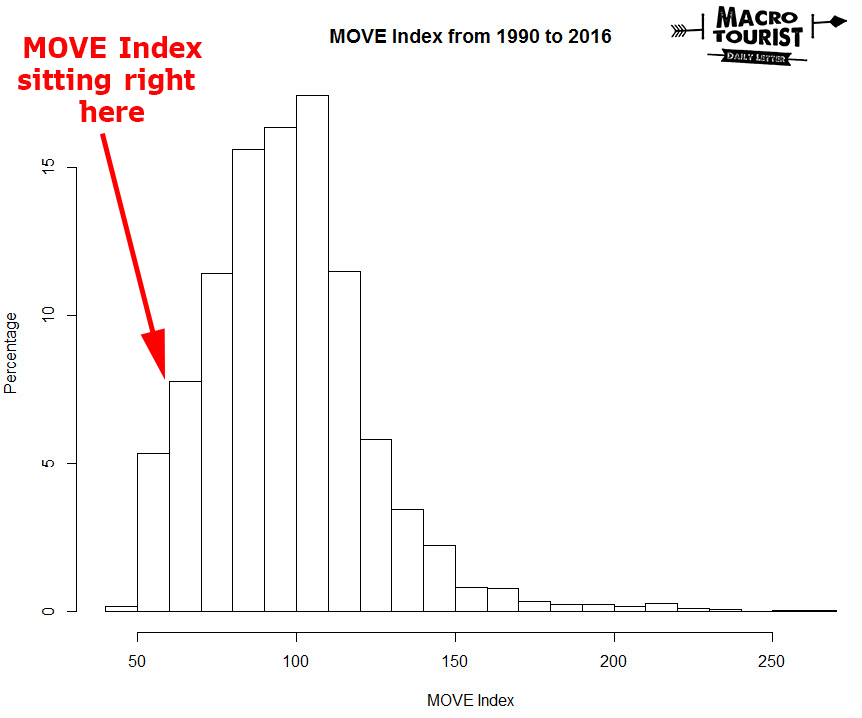 MOVE Index from 1990 to 2016
MACRO
TOURIST
DAILY LETTER
MOVE Index
sitting right
here
Percentage
15
10
5
0
50 100 150 200 250
MOVE Index